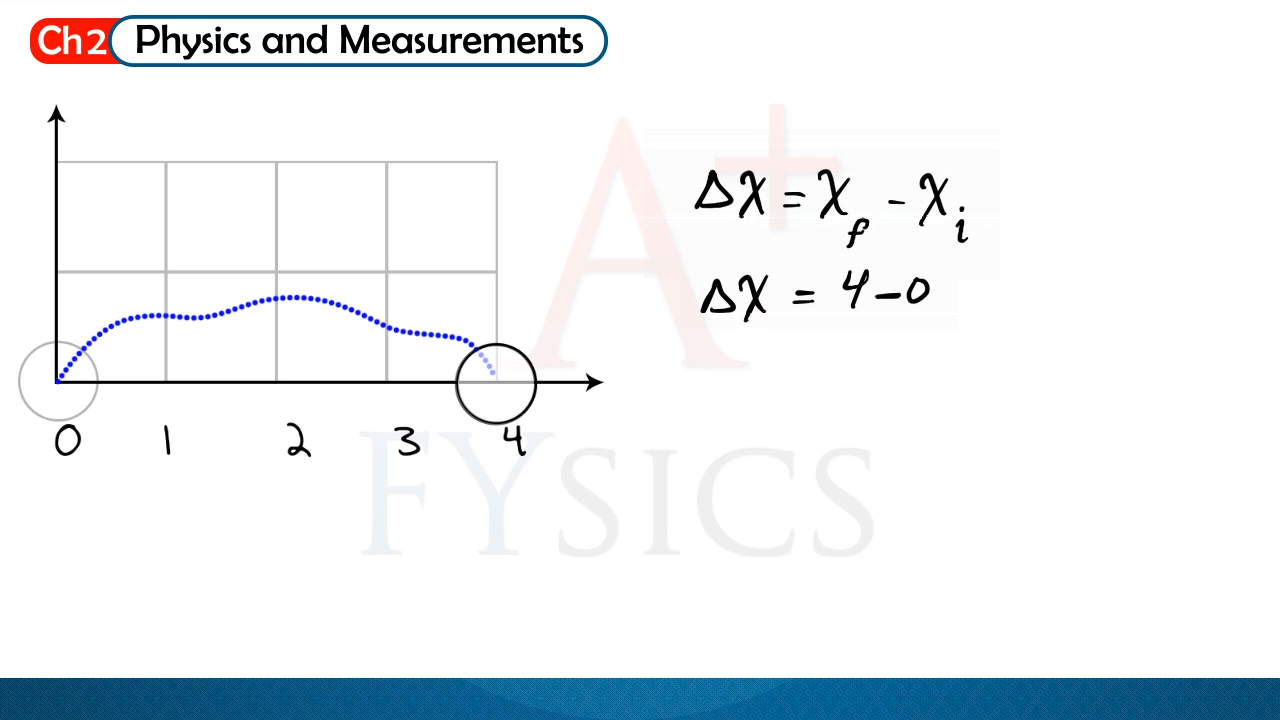 Ch2 Physics and Measurements
A+
ΔX = X_f - X_i
ΔX = 4 - 0
0 1 2 3 4
FYSICS